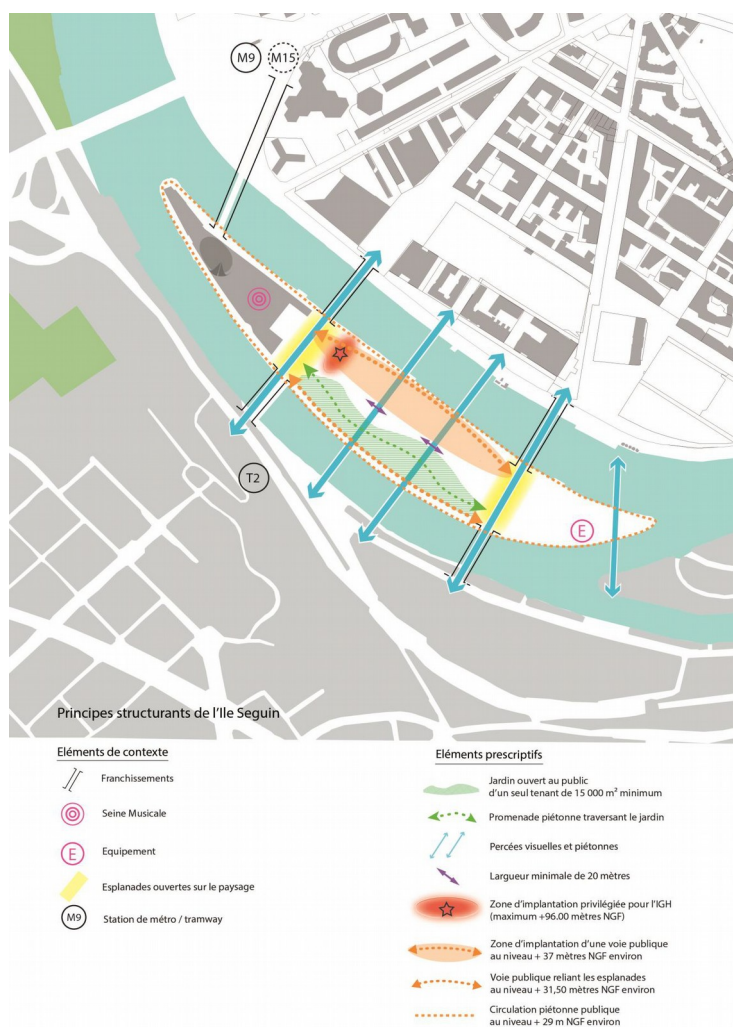 M9
M15
T2
E
Principes structurants de l'Ile Seguin
Eléments de contexte
Franchissements
Seine Musicale
E
Equipement
Esplanades ouvertes sur le paysage
M9
Station de métro / tramway
Eléments prescriptifs
Jardin ouvert au public
d'un seul tenant de 15 000 m² minimum
Promenade piétonne traversant le jardin
Percées visuelles et piétonnes
Largueur minimale de 20 mètres
Zone d'implantation privilégiée pour l'IGH
(maximum +96.00 mètres NGF)
Zone d'implantation d'une voie publique
au niveau + 37 mètres NGF environ
Voie publique reliant les esplanades
au niveau + 31,50 mètres NGF environ
Circulation piétonne publique
au niveau + 29 m NGF environ